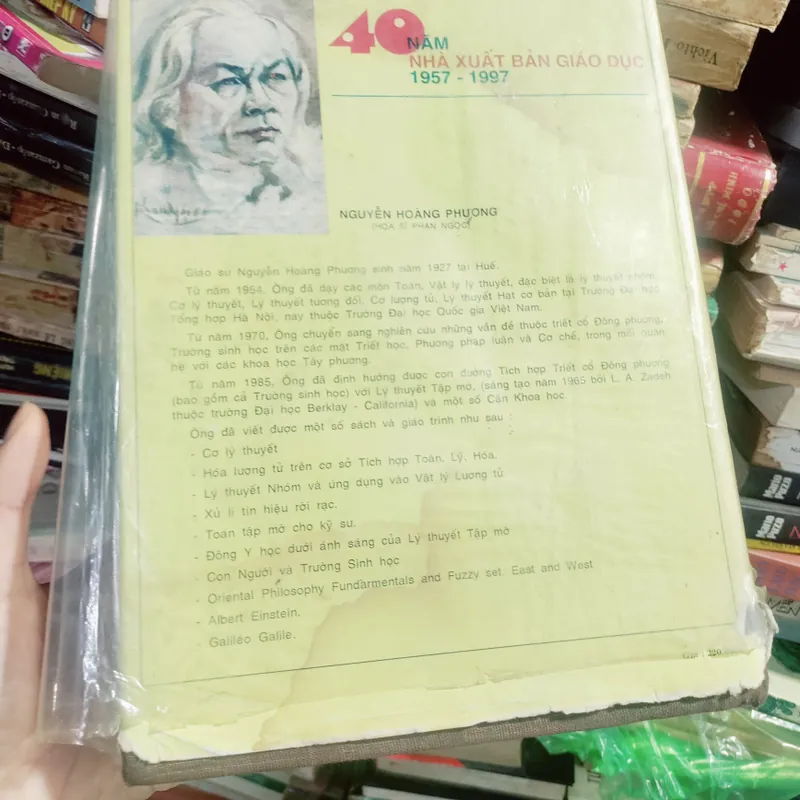 40 NĂM
NHÀ XUẤT BẢN GIÁO DỤC
1957 - 1997
NGUYỄN HOÀNG PHƯƠNG
(HỌA SĨ PHAN NGỌC)
Giáo sư Nguyễn Hoàng Phương sinh năm 1927 tại Huế.
Từ năm 1954, Ông đã dạy các môn Toán, Vật lý lý thuyết, đặc biệt là lý thuyết nhóm,
Cơ lý thuyết, Lý thuyết tương đối, Cơ lượng tử, Lý thuyết Hạt cơ bản tại Trường Đại học
Tổng hợp Hà Nội, nay thuộc Trường Đại học Quốc gia Việt Nam.
Từ năm 1970, Ông chuyển sang nghiên cứu những vấn đề thuộc triết cổ Đông phương,
Trường sinh học trên các mặt Triết học, Phương pháp luận và Cơ chế, trong mối quan
hệ với các khoa học Tây phương.
Từ năm 1985, Ông đã định hướng được con đường Tích hợp Triết cổ Đông phương
(bao gồm cả Trường sinh học) với Lý thuyết Tập mờ, (sáng tạo năm 1965 bởi L. A. Zadeh
thuộc trường Đại học Berklay - California) và một số Cận Khoa học.
Ông đã viết được một số sách và giáo trình như sau :
- Cơ lý thuyết
- Hóa lượng tử trên cơ sở Tích hợp Toán, Lý, Hóa.
- Lý thuyết Nhóm và ứng dụng vào Vật lý Lượng tử
- Xử lí tín hiệu rời rạc.
- Toán tập mờ cho kỹ sư.
- Đông Y học dưới ánh sáng của Lý thuyết Tập mờ
- Con Người và Trường Sinh học
- Oriental Philosophy Fundarmentals and Fuzzy set. East and West
- Albert Einstein.
- Galiléo Galilê.
Mario Puzo
Mario Puzo